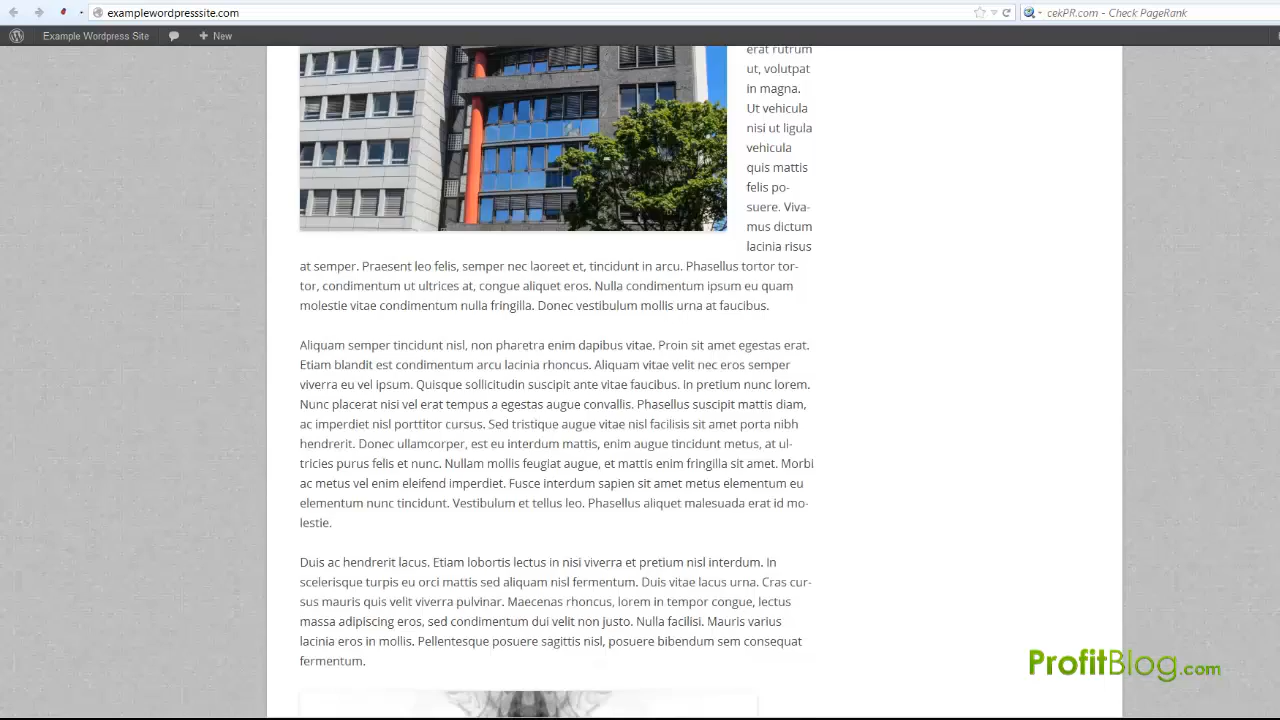 examplewordpresssite.com
cekPR.com - Check PageRank
Example Wordpress Site
New
erat rutrum
ut, volutpat
in magna.
Ut vehicula
nisi ut ligula
vehicula
quis mattis
felis po-
suere. Viva-
mus dictum
lacinia risus
at semper. Praesent leo felis, semper nec laoreet et, tincidunt in arcu. Phasellus tortor tor-
tor, condimentum ut ultrices at, congue aliquet eros. Nulla condimentum ipsum eu quam
molestie vitae condimentum nulla fringilla. Donec vestibulum mollis urna at faucibus.
Aliquam semper tincidunt nisl, non pharetra enim dapibus vitae. Proin sit amet egestas erat.
Etiam blandit est condimentum arcu lacinia rhoncus. Aliquam vitae velit nec eros semper
viverra eu vel ipsum. Quisque sollicitudin suscipit ante vitae faucibus. In pretium nunc lorem.
Nunc placerat nisi vel erat tempus a egestas augue convallis. Phasellus suscipit mattis diam,
ac imperdiet nisl porttitor cursus. Sed tristique augue vitae nisl facilisis sit amet porta nibh
hendrerit. Donec ullamcorper, est eu interdum mattis, enim augue tincidunt metus, at ul-
tricies purus felis et nunc. Nullam mollis feugiat augue, et mattis enim fringilla sit amet. Morbi
ac metus vel enim eleifend imperdiet. Fusce interdum sapien sit amet metus elementum eu
elementum nunc tincidunt. Vestibulum et tellus leo. Phasellus aliquet malesuada erat id mo-
lestie.
Duis ac hendrerit lacus. Etiam lobortis lectus in nisi viverra et pretium nisl interdum. In
scelerisque turpis eu orci mattis sed aliquam nisl fermentum. Duis vitae lacus urna. Cras cur-
sus mauris quis velit viverra pulvinar. Maecenas rhoncus, lorem in tempor congue, lectus
massa adipiscing eros, sed condimentum dui velit non justo. Nulla facilisi. Mauris varius
lacinia eros in mollis. Pellentesque posuere sagittis nisl, posuere bibendum sem consequat
fermentum.
ProfitBlog.com